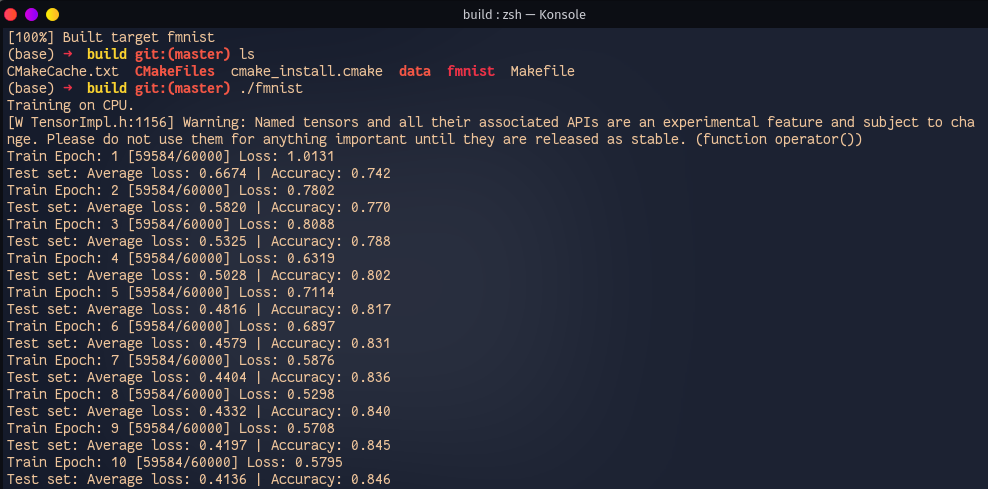 build : zsh — Konsole
[100%] Built target fmnist
(base) ➜  build git:(master) ls
CMakeCache.txt  CMakeFiles  cmake_install.cmake  data  fmnist  Makefile
(base) ➜  build git:(master) ./fmnist
Training on CPU.
[W TensorImpl.h:1156] Warning: Named tensors and all their associated APIs are an experimental feature and subject to cha
nge. Please do not use them for anything important until they are released as stable. (function operator())
Train Epoch: 1 [59584/60000] Loss: 1.0131
Test set: Average loss: 0.6674 | Accuracy: 0.742
Train Epoch: 2 [59584/60000] Loss: 0.7802
Test set: Average loss: 0.5820 | Accuracy: 0.770
Train Epoch: 3 [59584/60000] Loss: 0.8088
Test set: Average loss: 0.5325 | Accuracy: 0.788
Train Epoch: 4 [59584/60000] Loss: 0.6319
Test set: Average loss: 0.5028 | Accuracy: 0.802
Train Epoch: 5 [59584/60000] Loss: 0.7114
Test set: Average loss: 0.4816 | Accuracy: 0.817
Train Epoch: 6 [59584/60000] Loss: 0.6897
Test set: Average loss: 0.4579 | Accuracy: 0.831
Train Epoch: 7 [59584/60000] Loss: 0.5876
Test set: Average loss: 0.4404 | Accuracy: 0.836
Train Epoch: 8 [59584/60000] Loss: 0.5298
Test set: Average loss: 0.4332 | Accuracy: 0.840
Train Epoch: 9 [59584/60000] Loss: 0.5708
Test set: Average loss: 0.4197 | Accuracy: 0.845
Train Epoch: 10 [59584/60000] Loss: 0.5795
Test set: Average loss: 0.4136 | Accuracy: 0.846